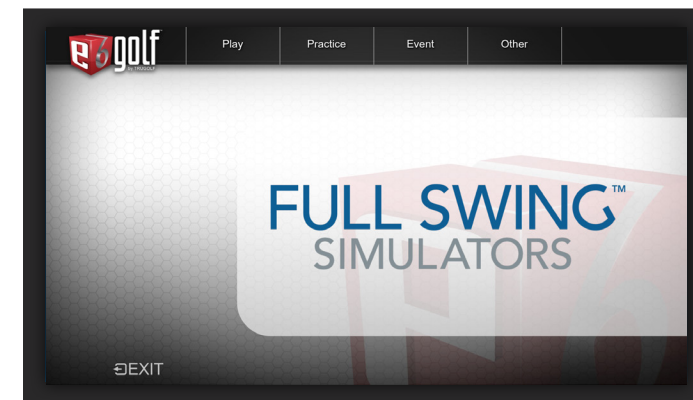 e6golf
BY TRUGOLF
Play
Practice
Event
Other
FULL SWING™
SIMULATORS
EXIT